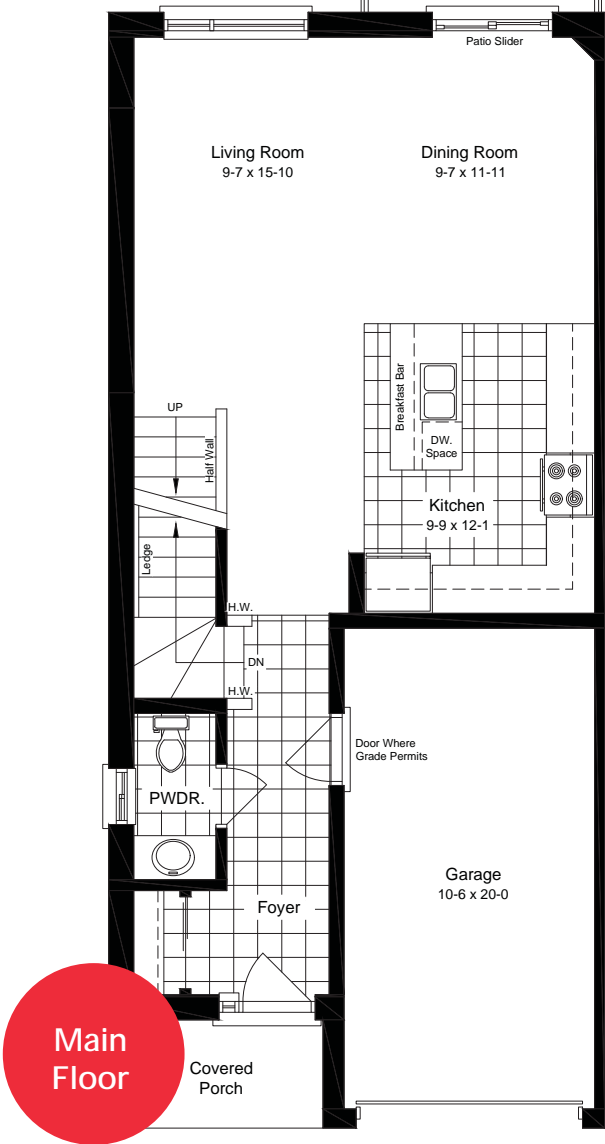 Patio Slider
Living Room
9-7 x 15-10
Dining Room
9-7 x 11-11
Breakfast Bar
DW.
Space
UP
Half Wall
Kitchen
9-9 x 12-1
Ledge
H.W.
DN
H.W.
Door Where
Grade Permits
PWDR.
Garage
10-6 x 20-0
Foyer
Main
Floor
Covered
Porch